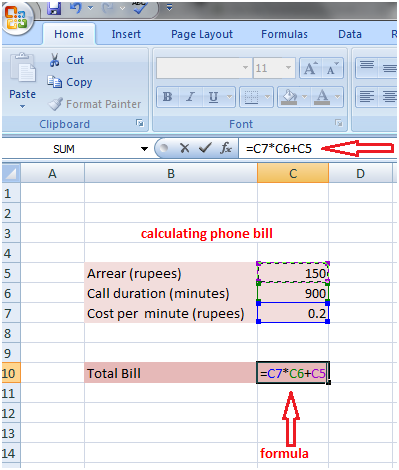 Home Insert Page Layout Formulas
Cut
Copy
Format Painter
Paste
11 A A
B I U A
Clipboard Font
SUM fx =C7*C6+C5
A B C D
1
2
3 calculating phone bill
4
5 Arrear (rupees) 150
6 Call duration (minutes) 900
7 Cost per minute (rupees) 0.2
8
9
10 Total Bill =C7*C6+C5
11
12
13
14 formula